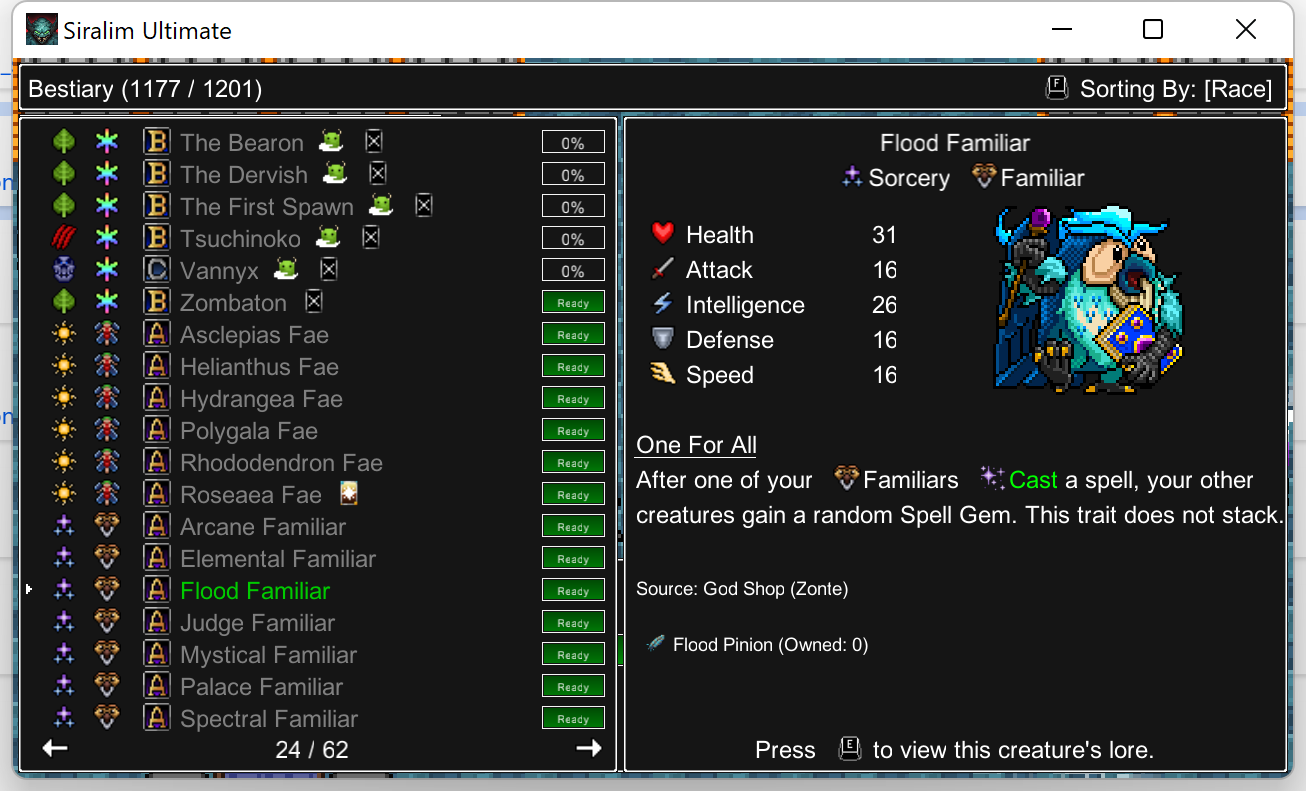 Siralim Ultimate
Bestiary (1177 / 1201)
F Sorting By: [Race]
B The Bearon 0%
B The Dervish 0%
B The First Spawn 0%
B Tsuchinoko 0%
C Vannyx 0%
B Zombaton Ready
A Asclepias Fae Ready
A Helianthus Fae Ready
A Hydrangea Fae Ready
A Polygala Fae Ready
A Rhododendron Fae Ready
A Roseaea Fae Ready
A Arcane Familiar Ready
A Elemental Familiar Ready
A Flood Familiar Ready
A Judge Familiar Ready
A Mystical Familiar Ready
A Palace Familiar Ready
A Spectral Familiar Ready
24 / 62
Flood Familiar
Sorcery Familiar
Health 31
Attack 16
Intelligence 26
Defense 16
Speed 16
One For All
After one of your Familiars Cast a spell, your other
creatures gain a random Spell Gem. This trait does not stack.
Source: God Shop (Zonte)
Flood Pinion (Owned: 0)
Press E to view this creature's lore.